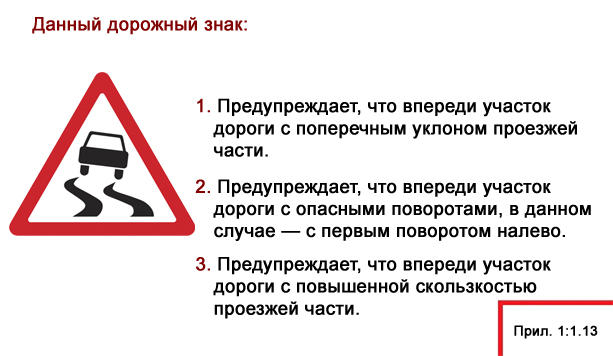 Данный дорожный знак:
1. Предупреждает, что впереди участок
дороги с поперечным уклоном проезжей
части.
2. Предупреждает, что впереди участок
дороги с опасными поворотами, в данном
случае — с первым поворотом налево.
3. Предупреждает, что впереди участок
дороги с повышенной скользкостью
проезжей части.
Прил. 1:1.13